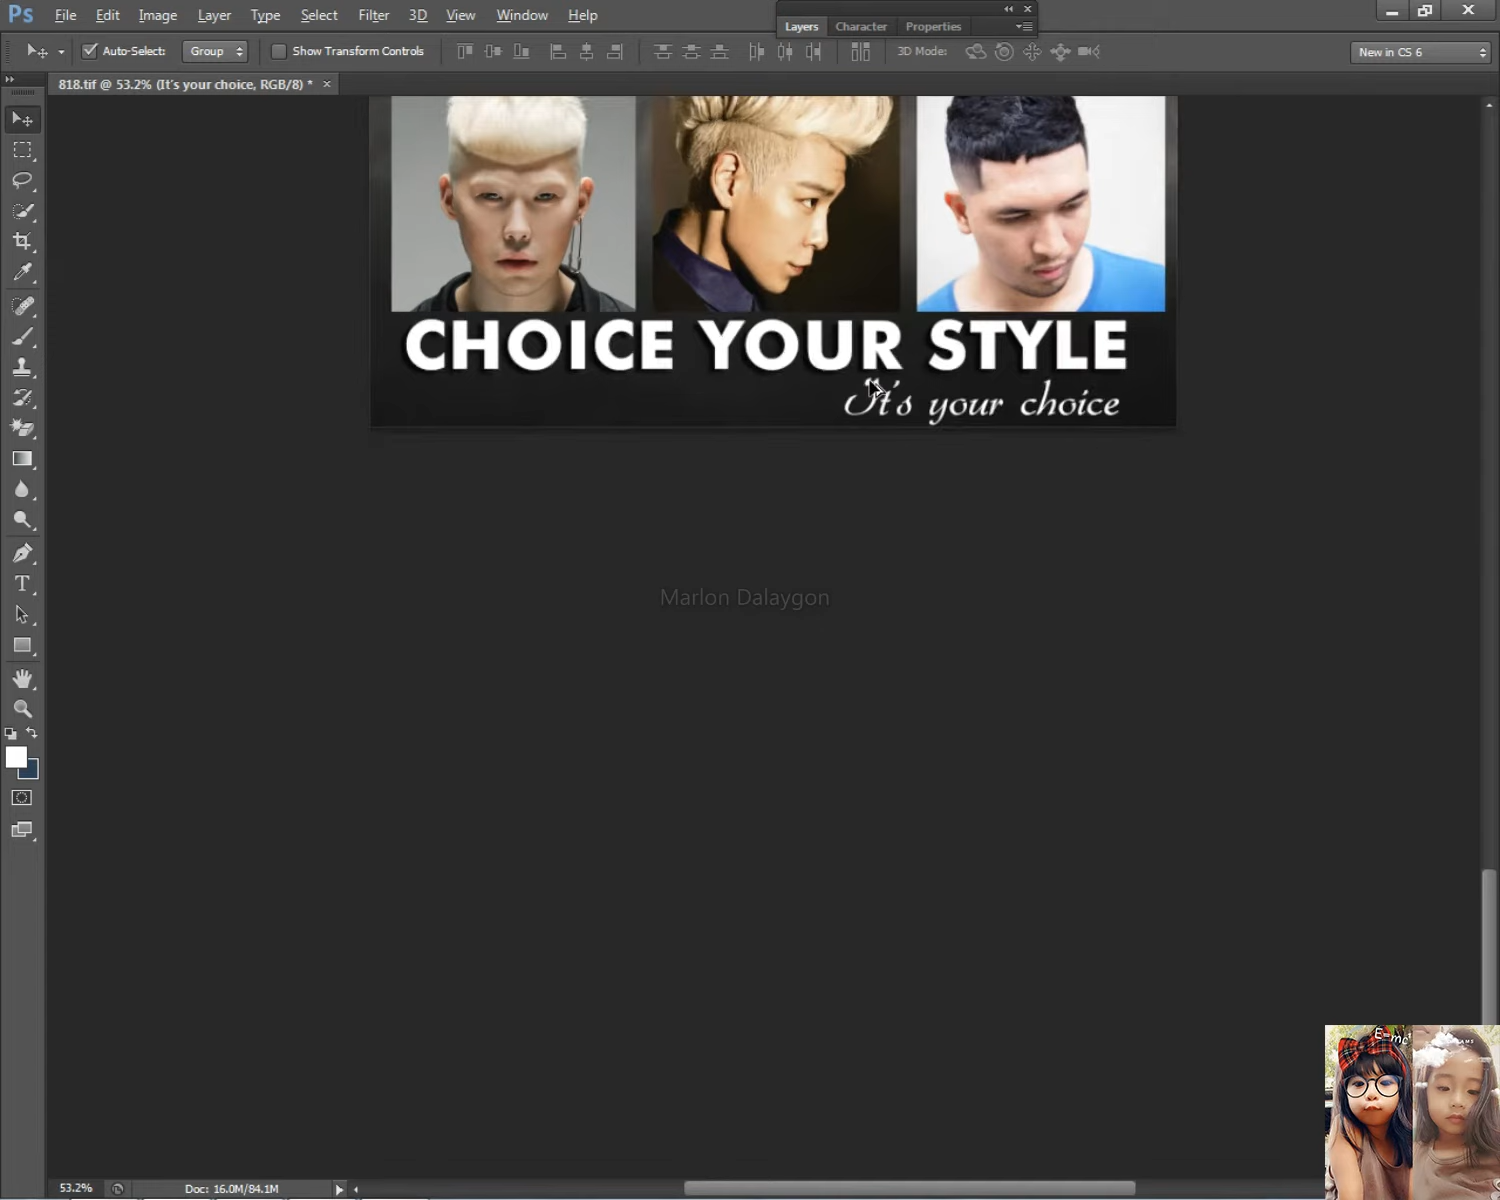 Ps File Edit Image Layer Type Select Filter 3D View Window Help
Layers Character Properties
Auto-Select: Group Show Transform Controls 3D Mode: New in CS 6
818.tif @ 53.2% (It's your choice, RGB/8) * ×
CHOICE YOUR STYLE
It's your choice
Marlon Dalaygon
T
E=mc
53.2% Doc: 16.0M/84.1M